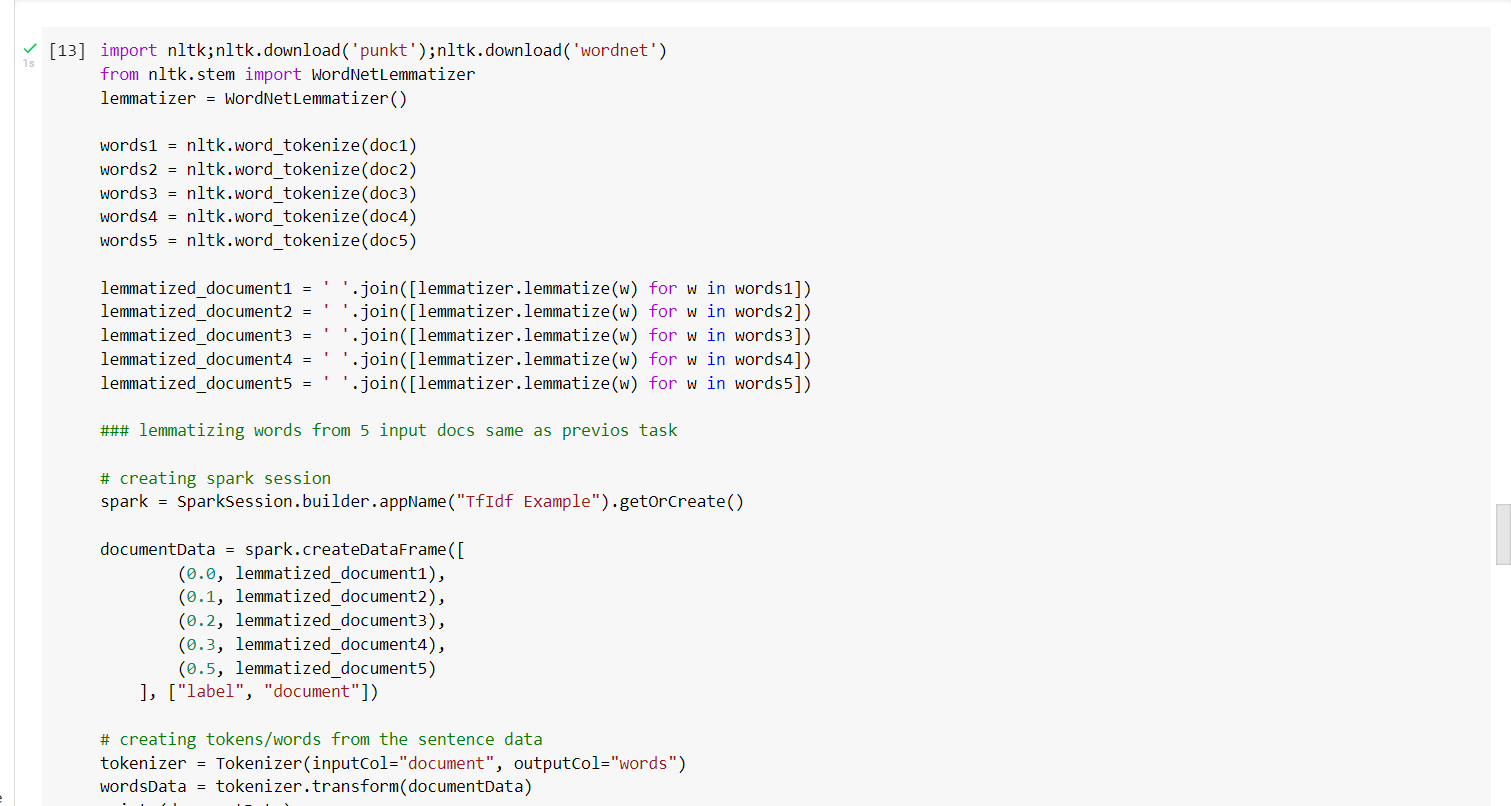 [13] import nltk;nltk.download('punkt');nltk.download('wordnet')
1s
from nltk.stem import WordNetLemmatizer
lemmatizer = WordNetLemmatizer()
words1 = nltk.word_tokenize(doc1)
words2 = nltk.word_tokenize(doc2)
words3 = nltk.word_tokenize(doc3)
words4 = nltk.word_tokenize(doc4)
words5 = nltk.word_tokenize(doc5)
lemmatized_document1 = ' '.join([lemmatizer.lemmatize(w) for w in words1])
lemmatized_document2 = ' '.join([lemmatizer.lemmatize(w) for w in words2])
lemmatized_document3 = ' '.join([lemmatizer.lemmatize(w) for w in words3])
lemmatized_document4 = ' '.join([lemmatizer.lemmatize(w) for w in words4])
lemmatized_document5 = ' '.join([lemmatizer.lemmatize(w) for w in words5])
### lemmatizing words from 5 input docs same as previos task
# creating spark session
spark = SparkSession.builder.appName("TfIdf Example").getOrCreate()
documentData = spark.createDataFrame([
(0.0, lemmatized_document1),
(0.1, lemmatized_document2),
(0.2, lemmatized_document3),
(0.3, lemmatized_document4),
(0.5, lemmatized_document5)
], ["label", "document"])
# creating tokens/words from the sentence data
tokenizer = Tokenizer(inputCol="document", outputCol="words")
wordsData = tokenizer.transform(documentData)